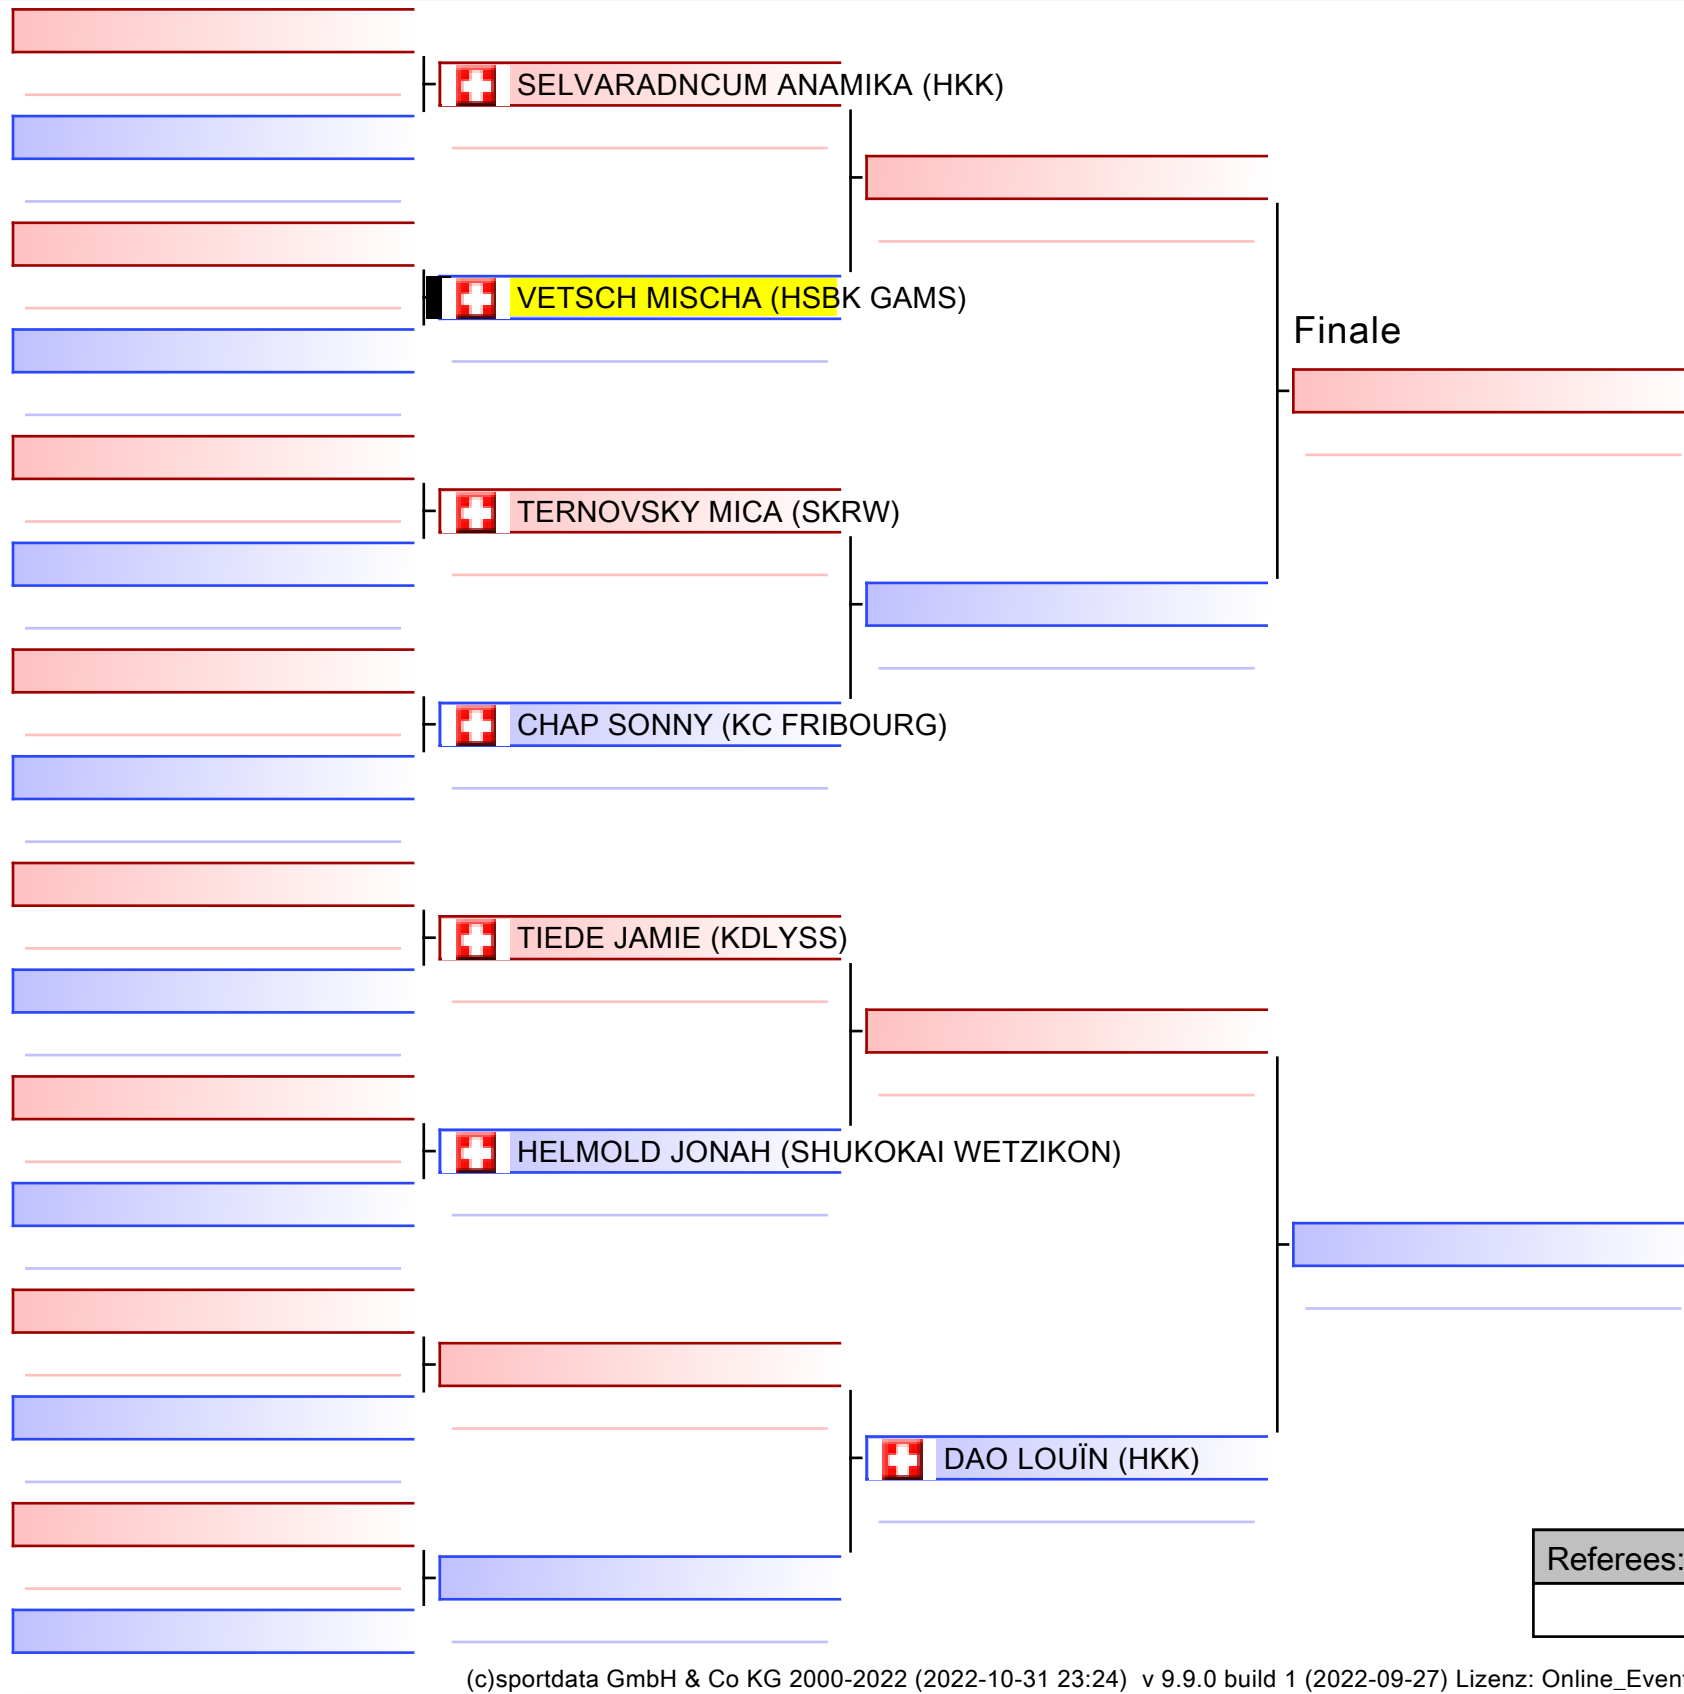 SELVARADNCUM ANAMIKA (HKK)
VETSCH MISCHA (HSBK GAMS)
Finale
TERNOVSKY MICA (SKRW)
CHAP SONNY (KC FRIBOURG)
TIEDE JAMIE (KDLYSS)
HELMOLD JONAH (SHUKOKAI WETZIKON)
DAO LOUÏN (HKK)
Referees:
(c)sportdata GmbH & Co KG 2000-2022 (2022-10-31 23:24) v 9.9.0 build 1 (2022-09-27) Lizenz: Online_Event